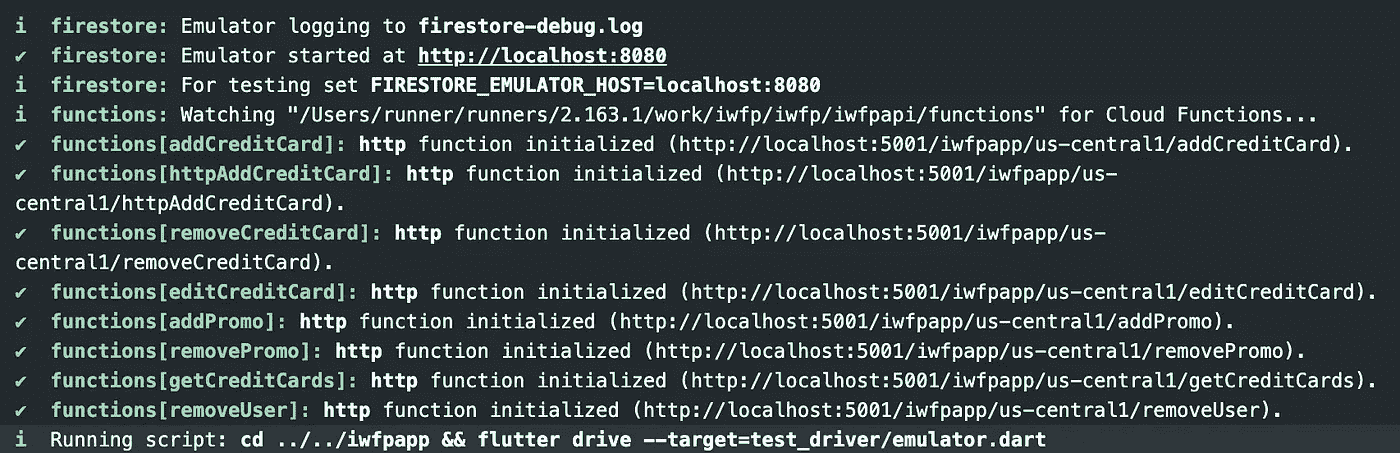 i firestore: Emulator logging to firestore-debug.log
✔ firestore: Emulator started at http://localhost:8080
i firestore: For testing set FIRESTORE_EMULATOR_HOST=localhost:8080
i functions: Watching "/Users/runner/runners/2.163.1/work/iwfp/iwfp/iwfpapi/functions" for Cloud Functions...
✔ functions[addCreditCard]: http function initialized (http://localhost:5001/iwfpapp/us-central1/addCreditCard).
✔ functions[httpAddCreditCard]: http function initialized (http://localhost:5001/iwfpapp/us-
central1/httpAddCreditCard).
✔ functions[removeCreditCard]: http function initialized (http://localhost:5001/iwfpapp/us-
central1/removeCreditCard).
✔ functions[editCreditCard]: http function initialized (http://localhost:5001/iwfpapp/us-central1/editCreditCard).
✔ functions[addPromo]: http function initialized (http://localhost:5001/iwfpapp/us-central1/addPromo).
✔ functions[removePromo]: http function initialized (http://localhost:5001/iwfpapp/us-central1/removePromo).
✔ functions[getCreditCards]: http function initialized (http://localhost:5001/iwfpapp/us-central1/getCreditCards).
✔ functions[removeUser]: http function initialized (http://localhost:5001/iwfpapp/us-central1/removeUser).
i Running script: cd ../../iwfpapp && flutter drive --target=test_driver/emulator.dart